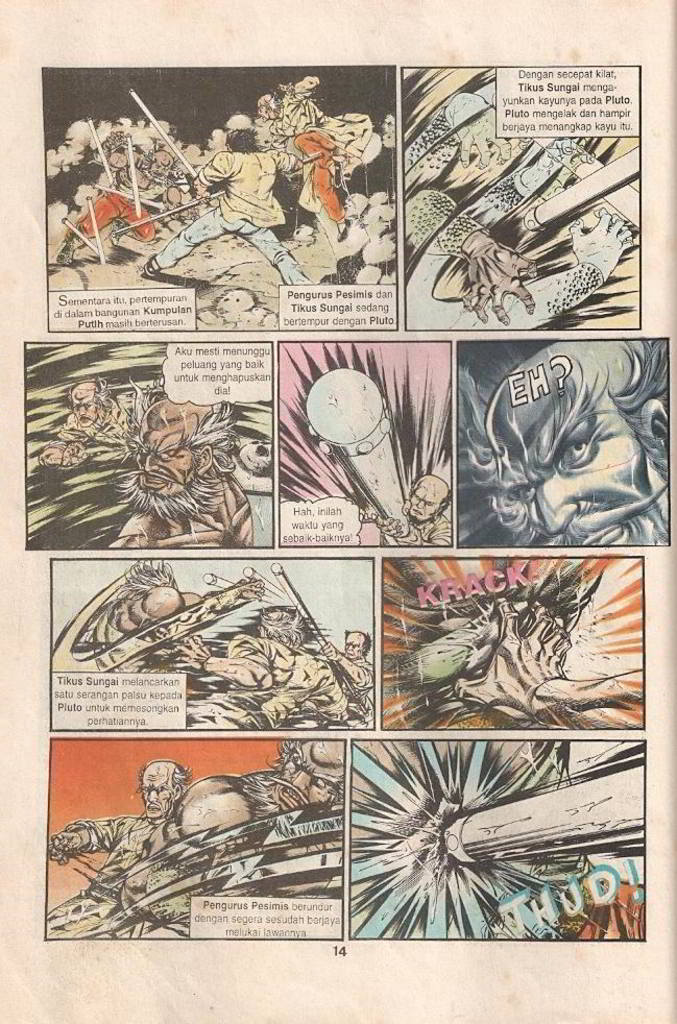 Sementara itu, pertempuran
di dalam bangunan Kumpulan
Putih masih berterusan.
Pengurus Pesimis dan
Tikus Sungai sedang
bertempur dengan Pluto
Dengan secepat kilat,
Tikus Sungai menga-
yunkan kayunya pada Pluto.
Pluto mengelak dan hampir
berjaya menangkap kayu itu.
Aku mesti menunggu
peluang yang baik
untuk menghapuskan
dia!
Hah, inilah
waktu yang
sebaik-baiknya!
EH?
Tikus Sungai melancarkan
satu serangan palsu kepada
Pluto untuk memesongkan
perhatiannya.
KRACK!
Pengurus Pesimis berundur
dengan segera sesudah berjaya
melukai lawannya
THUD!
14